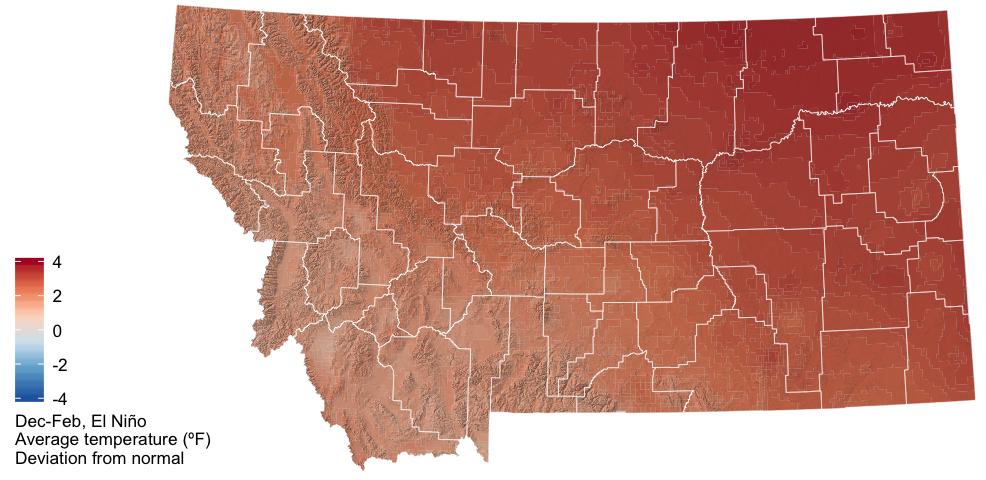 4
2
0
-2
-4
Dec-Feb, El Niño
Average temperature (ºF)
Deviation from normal